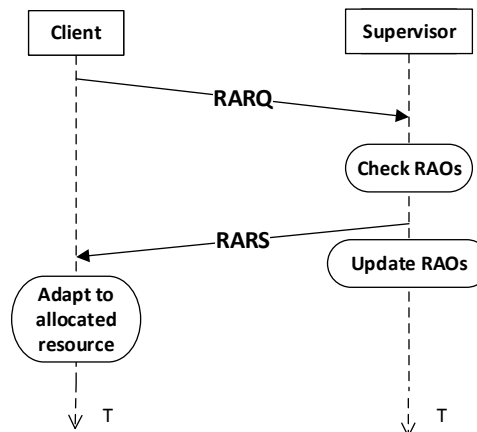 Client
Supervisor
RARQ
Check RAOs
RARS
Update RAOs
Adapt to
allocated
resource
T
T